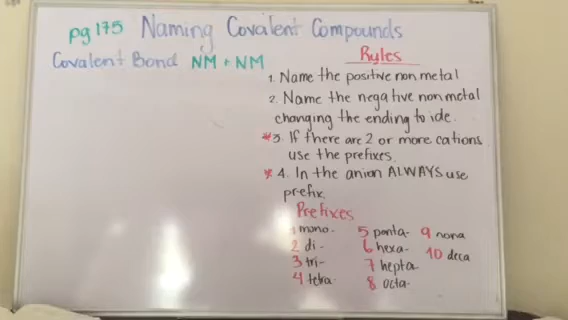 pg 175 Naming Covalent Compounds
Covalent Bond NM + NM
Rules
1. Name the positive non metal
2. Name the negative nonmetal
changing the ending to ide.
*3. If there are 2 or more cations
use the prefixes.
* 4. In the anion ALWAYS use
prefix.
Prefixes
1 mono-
2 di-
3 tri-
4 tetra-
5 penta-
6 hexa-
7 hepta-
8 octa-
9 nona
10 deca